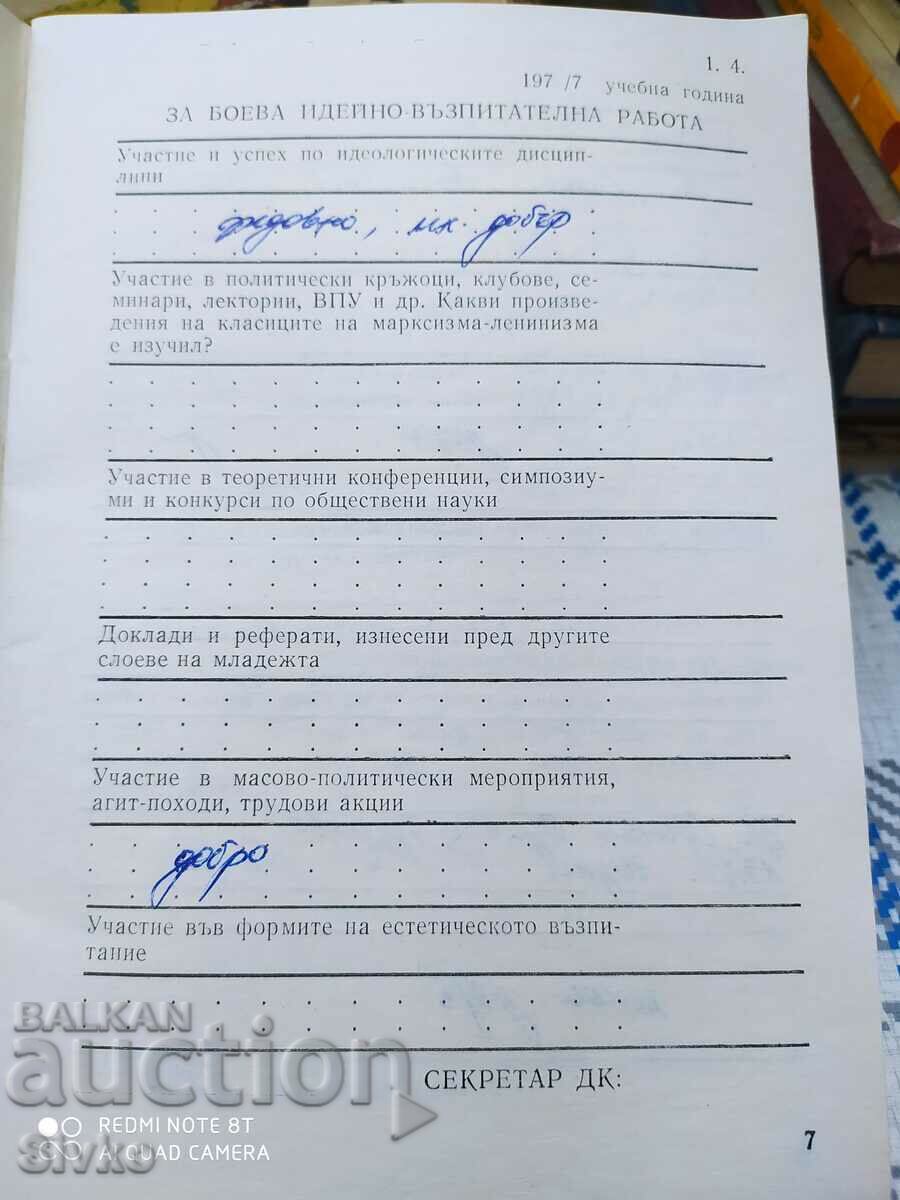 1. 4.
197 /7 учебна година
ЗА БОЕВА ИДЕЙНО-ВЪЗПИТАТЕЛНА РАБОТА
Участие и успех по идеологическите дисцип-
лини
мх. добър
Участие в политически кръжоци, клубове, се-
минари, лектории, ВПУ и др. Какви произве-
дения на класиците на марксизма-ленинизма
е изучил?
Участие в теоретични конференции, симпозиу-
ми и конкурси по обществени науки
Доклади и реферати, изнесени пред другите
слоеве на младежта
Участие в масово-политически мероприятия,
агит-походи, трудови акции
добро
Участие във формите на естетическото възпи-
тание
СЕКРЕТАР ДК:
7
BALKAN
auction
REDMI NOTE 8T
AI QUAD CAMERA
Sivko